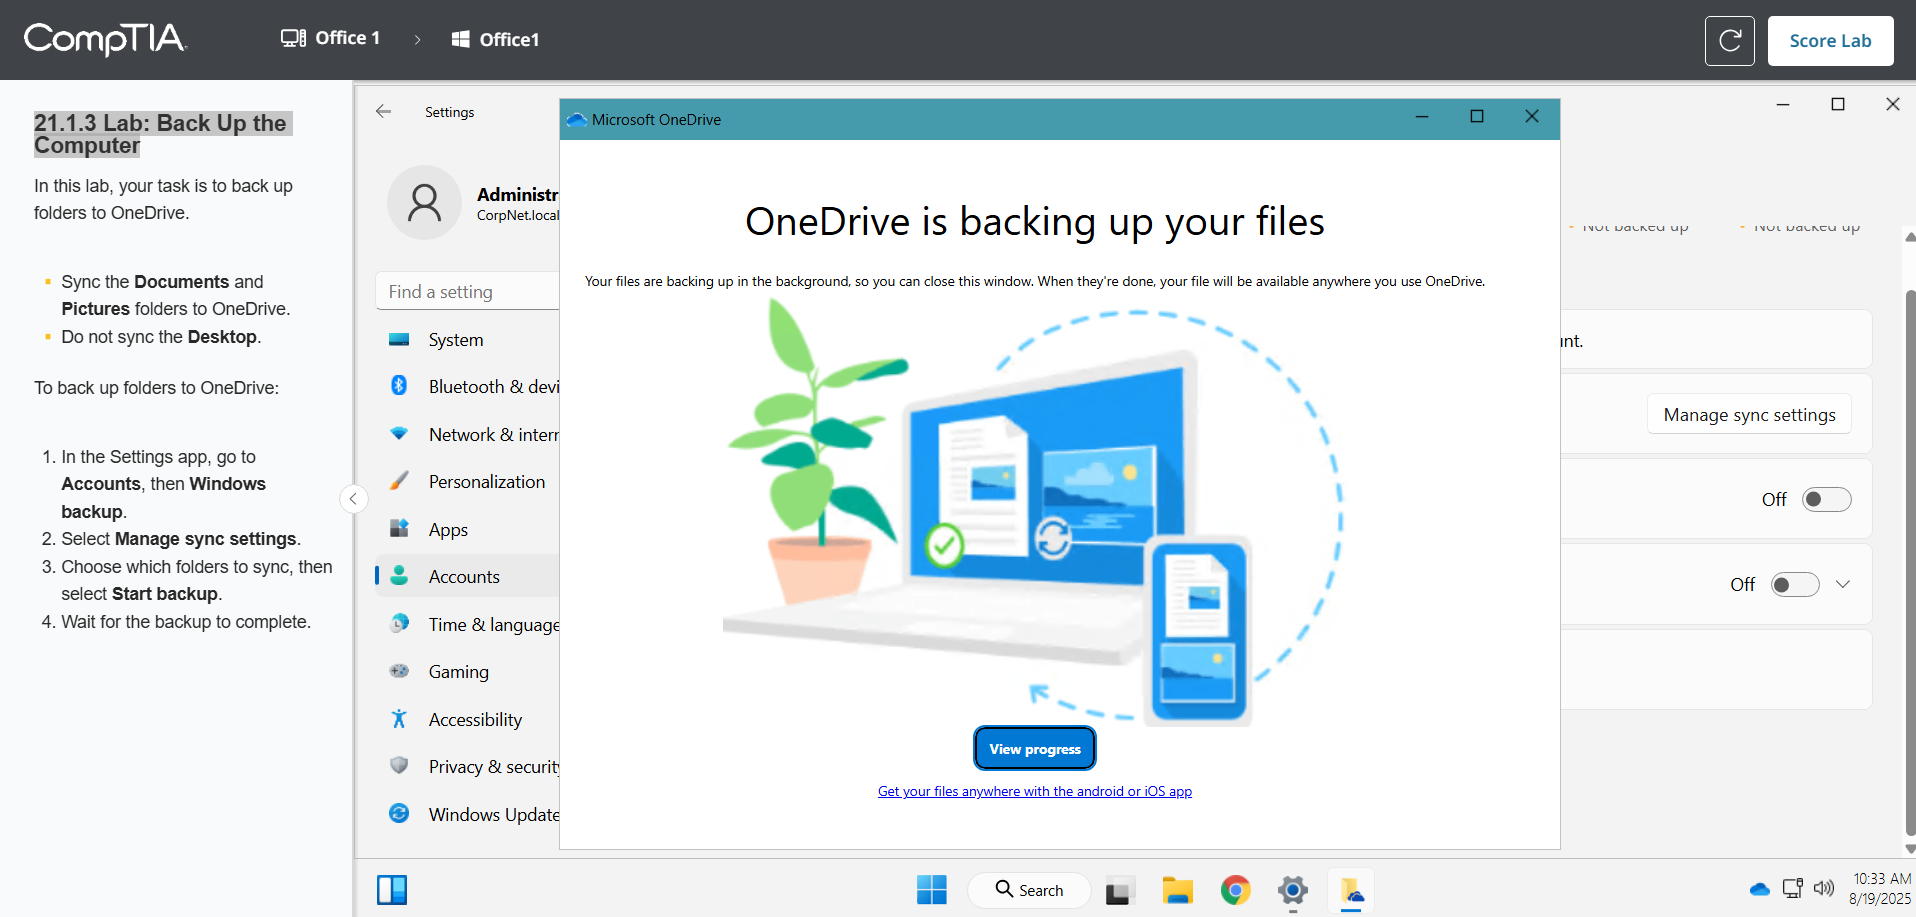 CompTIA.
Office 1
Office1
Score Lab
21.1.3 Lab: Back Up the
Computer
In this lab, your task is to back up
folders to OneDrive.
Sync the Documents and
Pictures folders to OneDrive.
Do not sync the Desktop.
To back up folders to OneDrive:
1. In the Settings app, go to
Accounts, then Windows
backup.
2. Select Manage sync settings.
3. Choose which folders to sync, then
select Start backup.
4. Wait for the backup to complete.
Settings
Administr
CorpNet.local
Find a setting
System
Bluetooth & devi
Network & intern
Personalization
Apps
Accounts
Time & language
Gaming
Accessibility
Privacy & security
Windows Update
Microsoft OneDrive
OneDrive is backing up your files
Your files are backing up in the background, so you can close this window. When they're done, your file will be available anywhere you use OneDrive.
View progress
Get your files anywhere with the android or iOS app
Not backed up
Not backed up
unt.
Manage sync settings
Off
Off
Search
10:33 AM
8/19/2025